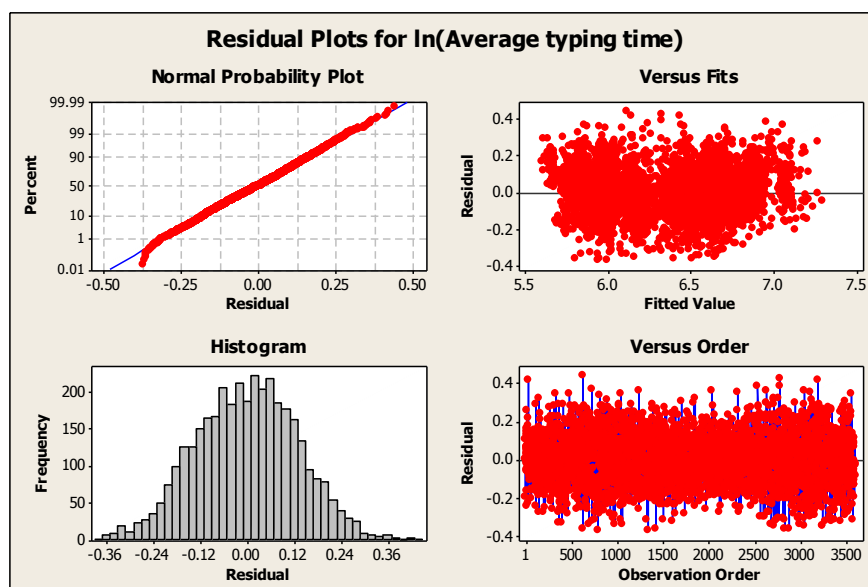 Residual Plots for ln(Average typing time)
Normal Probability Plot
99.99
99
90
50
10
1
0.01
Percent
-0.50 -0.25 0.00 0.25 0.50
Residual
Versus Fits
0.4
0.2
0.0
-0.2
-0.4
Residual
5.5 6.0 6.5 7.0 7.5
Fitted Value
Histogram
200
150
100
50
0
Frequency
-0.36 -0.24 -0.12 0.00 0.12 0.24 0.36
Residual
Versus Order
0.4
0.2
0.0
-0.2
-0.4
Residual
1 500 1000 1500 2000 2500 3000 3500
Observation Order